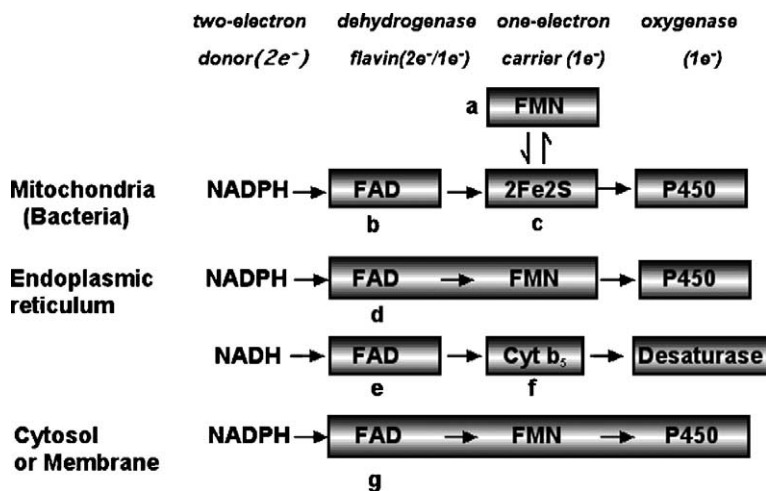 two-electron dehydrogenase one-electron oxygenase
donor(2e⁻) flavin(2e⁻/1e⁻) carrier (1e⁻) (1e⁻)
a FMN
Mitochondria NADPH FAD 2Fe2S P450
(Bacteria) b c
Endoplasmic NADPH FAD FMN P450
reticulum d
NADH FAD Cyt b₅ Desaturase
e f
Cytosol NADPH FAD FMN P450
or Membrane
g